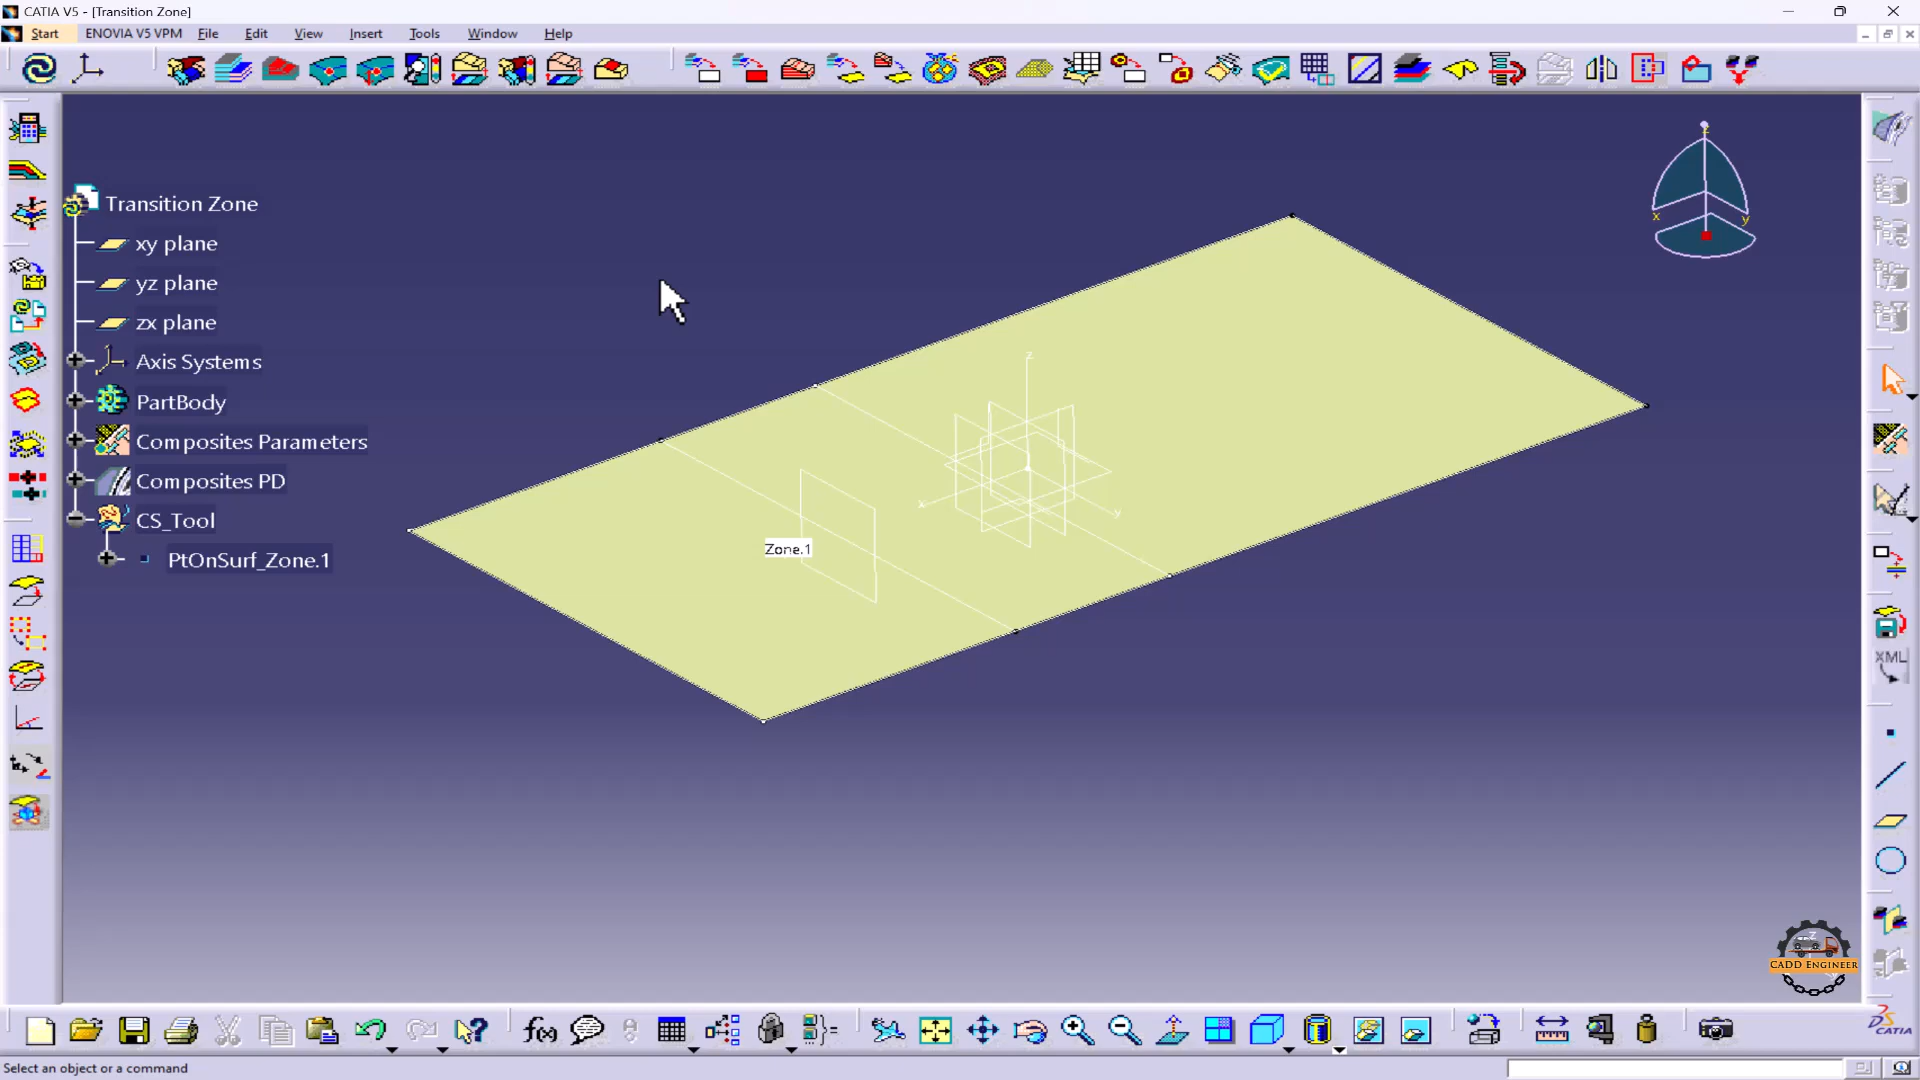 CATIA V5 - [Transition Zone]
Start ENOVIA V5 VPM File Edit View Insert Tools Window Help
Transition Zone
xy plane
yz plane
zx plane
Axis Systems
PartBody
Composites Parameters
Composites PD
CS_Tool
PtOnSurf_Zone.1
Zone.1
z
x
y
z
x
y
XML
f(x)
CADD ENGINEER
CATIA
Select an object or a command